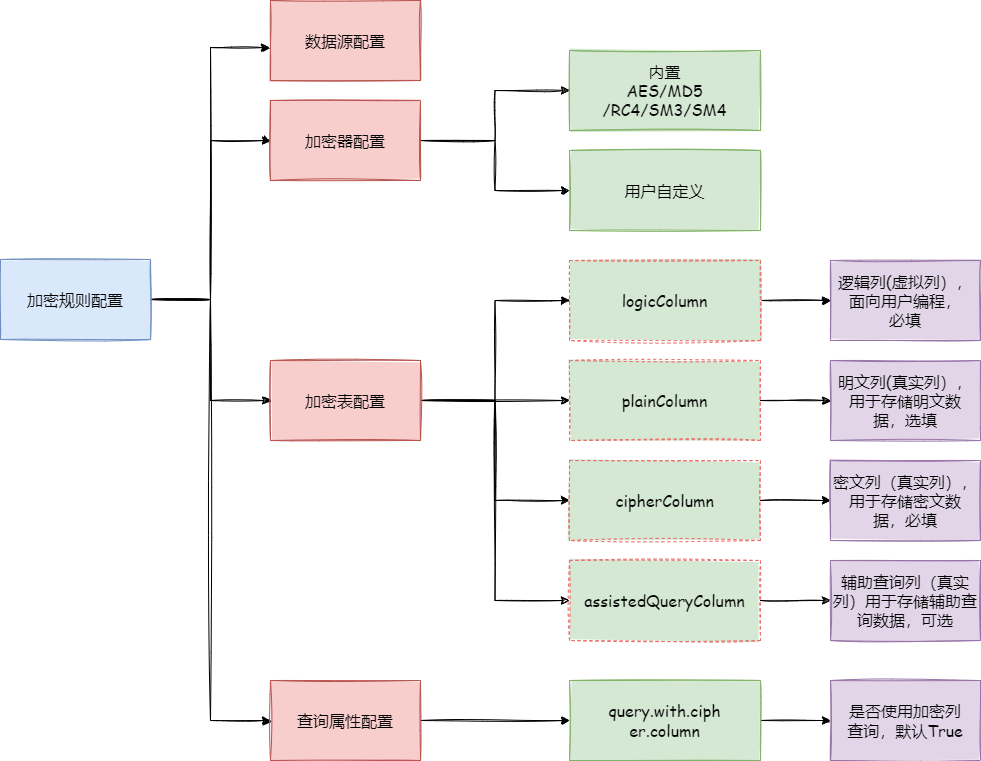 数据源配置
加密器配置
内置
AES/MD5
/RC4/SM3/SM4
用户自定义
加密规则配置
加密表配置
logicColumn
逻辑列(虚拟列) ，
面向用户编程，
必填
plainColumn
明文列(真实列) ，
用于存储明文数
据，选填
cipherColumn
密文列（真实列），
用于存储密文数
据，必填
assistedQueryColumn
辅助查询列（真实
列）用于存储辅助查
询数据，可选
查询属性配置
query.with.ciph
er.column
是否使用加密列
查询，默认True